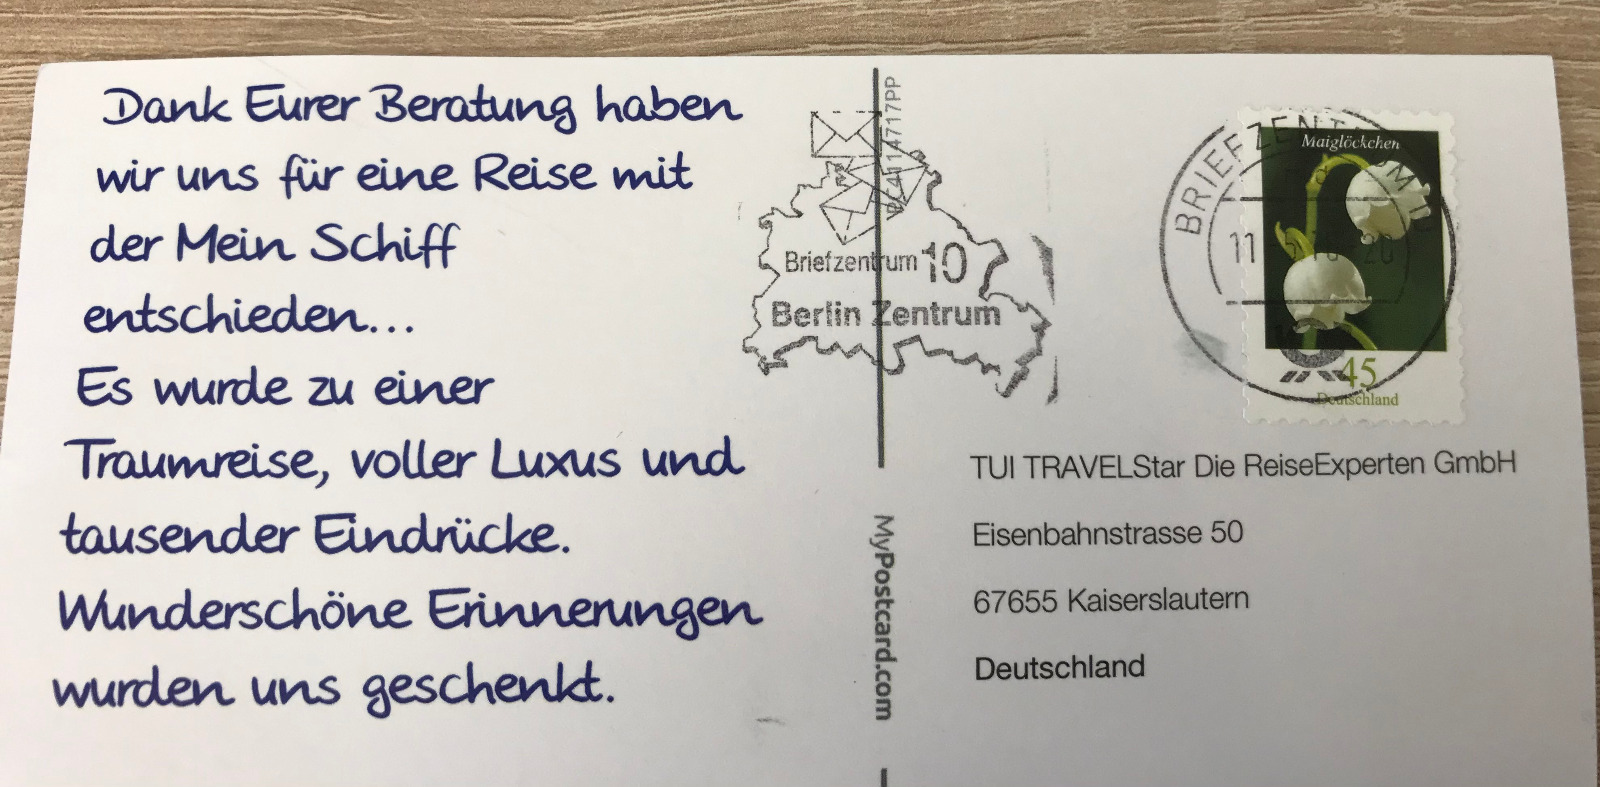 Dank Eurer Beratung haben
wir uns für eine Reise mit
der Mein Schiff
entschieden...
Es wurde zu einer
Traumreise, voller Luxus und
tausender Eindrücke.
Wunderschöne Erinnerungen
wurden uns geschenkt.
Briefzentrum 10
Berlin Zentrum
MyPostcard.com
BRIEFZENTRUM
11
Maiglöckchen
45
Deutschland
TUI TRAVELStar Die ReiseExperten GmbH
Eisenbahnstrasse 50
67655 Kaiserslautern
Deutschland